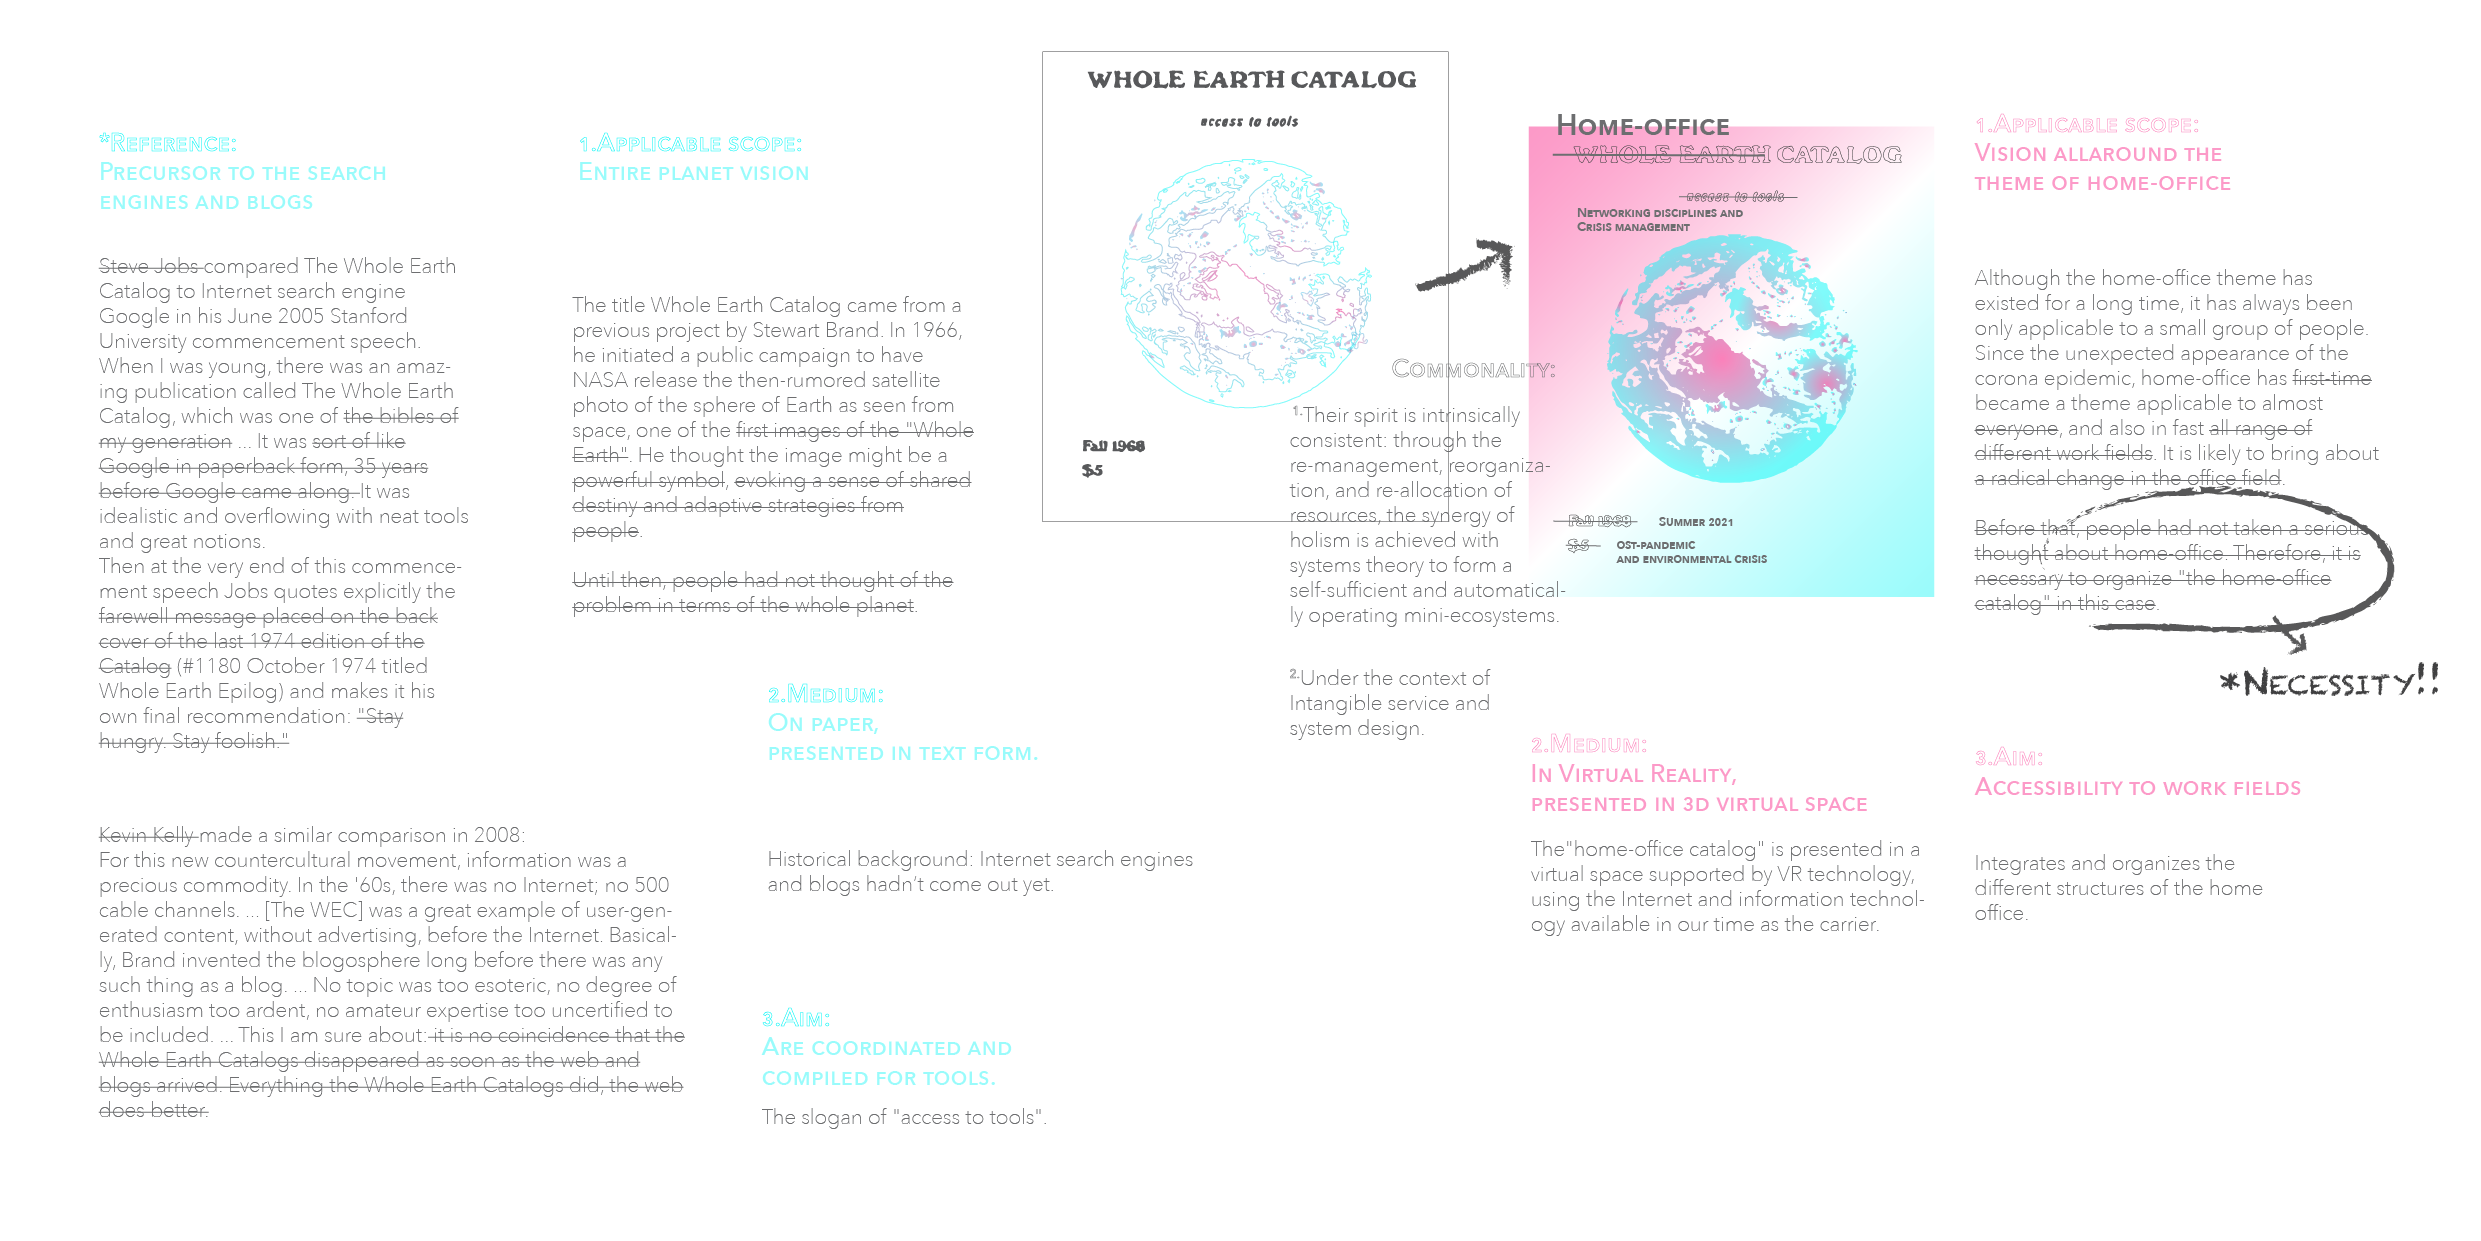 *Reference:
Precursor to the search
engines and blogs
Steve Jobs compared The Whole Earth
Catalog to Internet search engine
Google in his June 2005 Stanford
University commencement speech.
When I was young, there was an amaz-
ing publication called The Whole Earth
Catalog, which was one of the bibles of
my generation ... It was sort of like
Google in paperback form, 35 years
before Google came along. It was
idealistic and overflowing with neat tools
and great notions.
Then at the very end of this commence-
ment speech Jobs quotes explicitly the
farewell message placed on the back
cover of the last 1974 edition of the
Catalog (#1180 October 1974 titled
Whole Earth Epilog) and makes it his
own final recommendation: "Stay
hungry. Stay foolish."
Kevin Kelly made a similar comparison in 2008:
For this new countercultural movement, information was a
precious commodity. In the '60s, there was no Internet; no 500
cable channels. ... [The WEC] was a great example of user-gen-
erated content, without advertising, before the Internet. Basical-
ly, Brand invented the blogosphere long before there was any
such thing as a blog. ... No topic was too esoteric, no degree of
enthusiasm too ardent, no amateur expertise too uncertified to
be included. ... This I am sure about: it is no coincidence that the
Whole Earth Catalogs disappeared as soon as the web and
blogs arrived. Everything the Whole Earth Catalogs did, the web
does better.
1.Applicable scope:
Entire planet vision
The title Whole Earth Catalog came from a
previous project by Stewart Brand. In 1966,
he initiated a public campaign to have
NASA release the then-rumored satellite
photo of the sphere of Earth as seen from
space, one of the first images of the "Whole
Earth". He thought the image might be a
powerful symbol, evoking a sense of shared
destiny and adaptive strategies from
people.
Until then, people had not thought of the
problem in terms of the whole planet.
2.Medium:
On paper,
presented in text form.
Historical background: Internet search engines
and blogs hadn’t come out yet.
3.Aim:
Are coordinated and
compiled for tools.
The slogan of "access to tools".
WHOLE EARTH CATALOG
access to tools
Fall 1968
$5
Commonality:
1.Their spirit is intrinsically
consistent: through the
re-management, reorganiza-
tion, and re-allocation of
resources, the synergy of
holism is achieved with
systems theory to form a
self-sufficient and automatical-
ly operating mini-ecosystems.
2.Under the context of
Intangible service and
system design.
Home-office
WHOLE EARTH CATALOG
access to tools
Networking disciplines and
Crisis management
Fall 1969 Summer 2021
$5 ost-pandemic
and environmental crisis
2.Medium:
In Virtual Reality,
presented in 3d virtual space
The"home-office catalog" is presented in a
virtual space supported by VR technology,
using the Internet and information technol-
ogy available in our time as the carrier.
1.Applicable scope:
Vision allaround the
theme of home-office
Although the home-office theme has
existed for a long time, it has always been
only applicable to a small group of people.
Since the unexpected appearance of the
corona epidemic, home-office has first-time
became a theme applicable to almost
everyone, and also in fast all range of
different work fields. It is likely to bring about
a radical change in the office field.
Before that, people had not taken a serious
thought about home-office. Therefore, it is
necessary to organize "the home-office
catalog" in this case.
*Necessity!!
3.Aim:
Accessibility to work fields
Integrates and organizes the
different structures of the home
office.